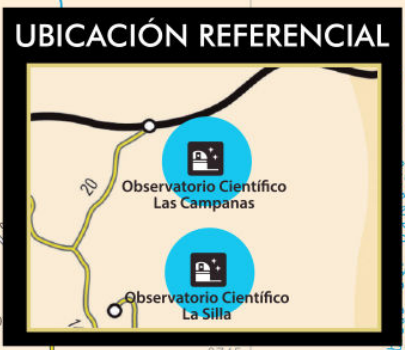 UBICACIÓN REFERENCIAL
20
Observatorio Científico
Las Campanas
Observatorio Científico
La Silla